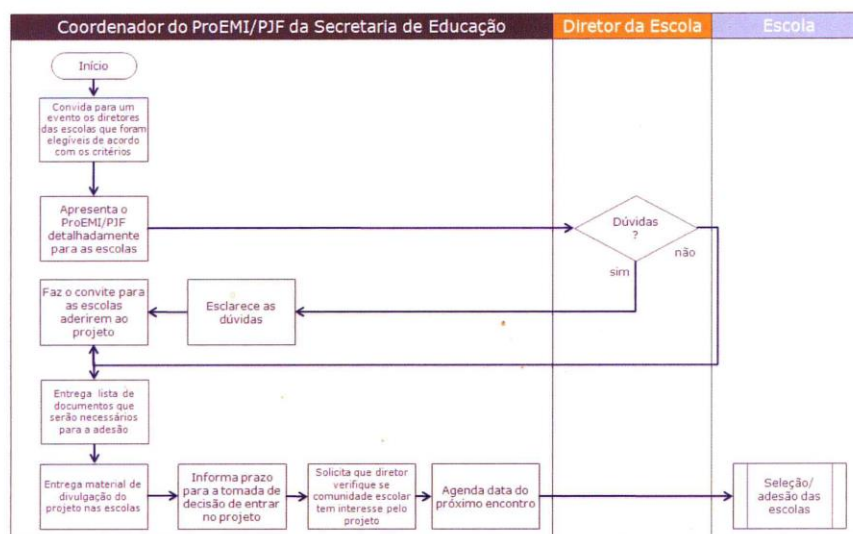 Coordenador do ProEMI/PJF da Secretaria de Educação
Diretor da Escola
Escola
Início
Convida para um
evento os diretores
das escolas que foram
elegíveis de acordo
com os critérios
Apresenta o
ProEMI/PJF
detalhadamente
para as escolas
Dúvidas
?
não
sim
Faz o convite para
as escolas
aderirem ao
projeto
Esclarece as
dúvidas
Entrega lista de
documentos que
serão necessários
para a adesão
Entrega material de
divulgação do
projeto nas escolas
Informa prazo
para a tomada de
decisão de entrar
no projeto
Solicita que diretor
verifique se
comunidade escolar
tem interesse pelo
projeto
Agenda data do
próximo encontro
Seleção/
adesão das
escolas